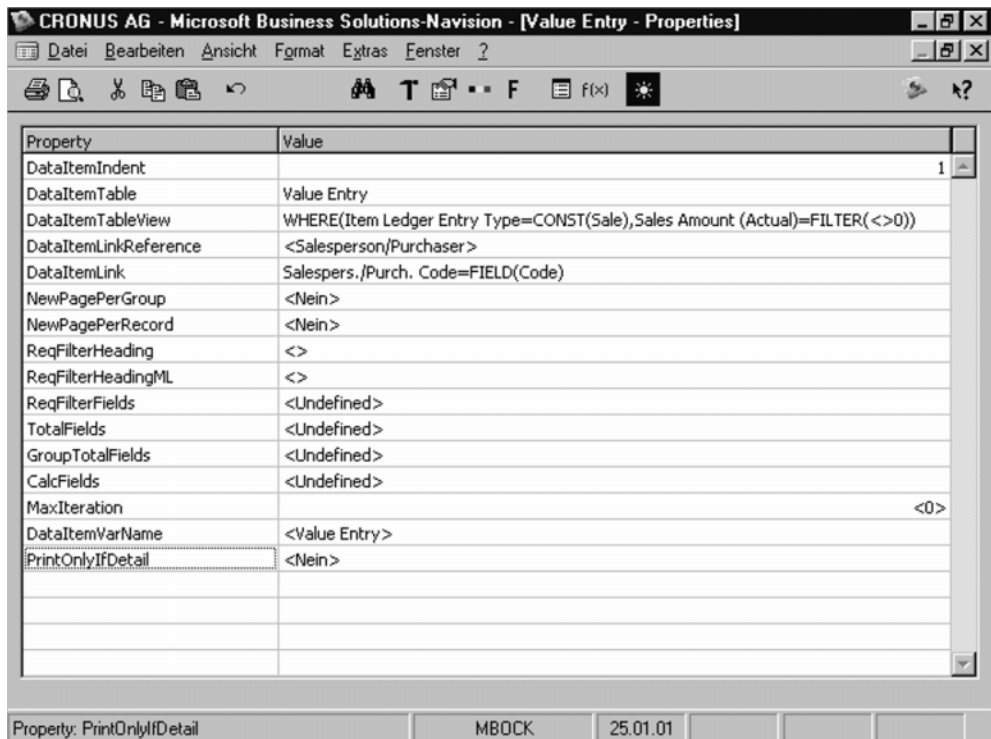 CRONUS AG - Microsoft Business Solutions-Navision - [Value Entry - Properties]
Datei Bearbeiten Ansicht Format Extras Fenster ?
T F f(x) ?
Property Value
DataItemIndent 1
DataItemTable Value Entry
DataItemTableView WHERE(Item Ledger Entry Type=CONST(Sale),Sales Amount (Actual)=FILTER(<>0))
DataItemLinkReference <Salesperson/Purchaser>
DataItemLink Salespers./Purch. Code=FIELD(Code)
NewPagePerGroup <Nein>
NewPagePerRecord <Nein>
ReqFilterHeading <>
ReqFilterHeadingML <>
ReqFilterFields <Undefined>
TotalFields <Undefined>
GroupTotalFields <Undefined>
CalcFields <Undefined>
MaxIteration <0>
DataItemVarName <Value Entry>
PrintOnlyIfDetail <Nein>
Property: PrintOnlyIfDetail MBOCK 25.01.01